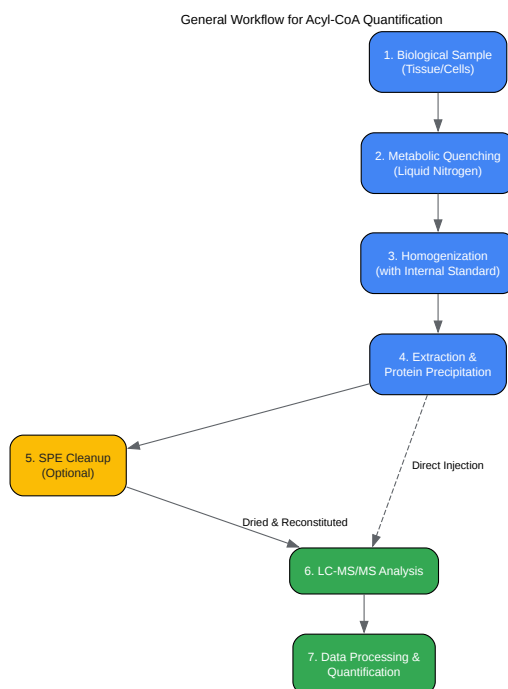 General Workflow for Acyl-CoA Quantification
1. Biological Sample
(Tissue/Cells)
2. Metabolic Quenching
(Liquid Nitrogen)
3. Homogenization
(with Internal Standard)
4. Extraction &
Protein Precipitation
5. SPE Cleanup
(Optional)
Direct Injection
Dried & Reconstituted
6. LC-MS/MS Analysis
7. Data Processing &
Quantification